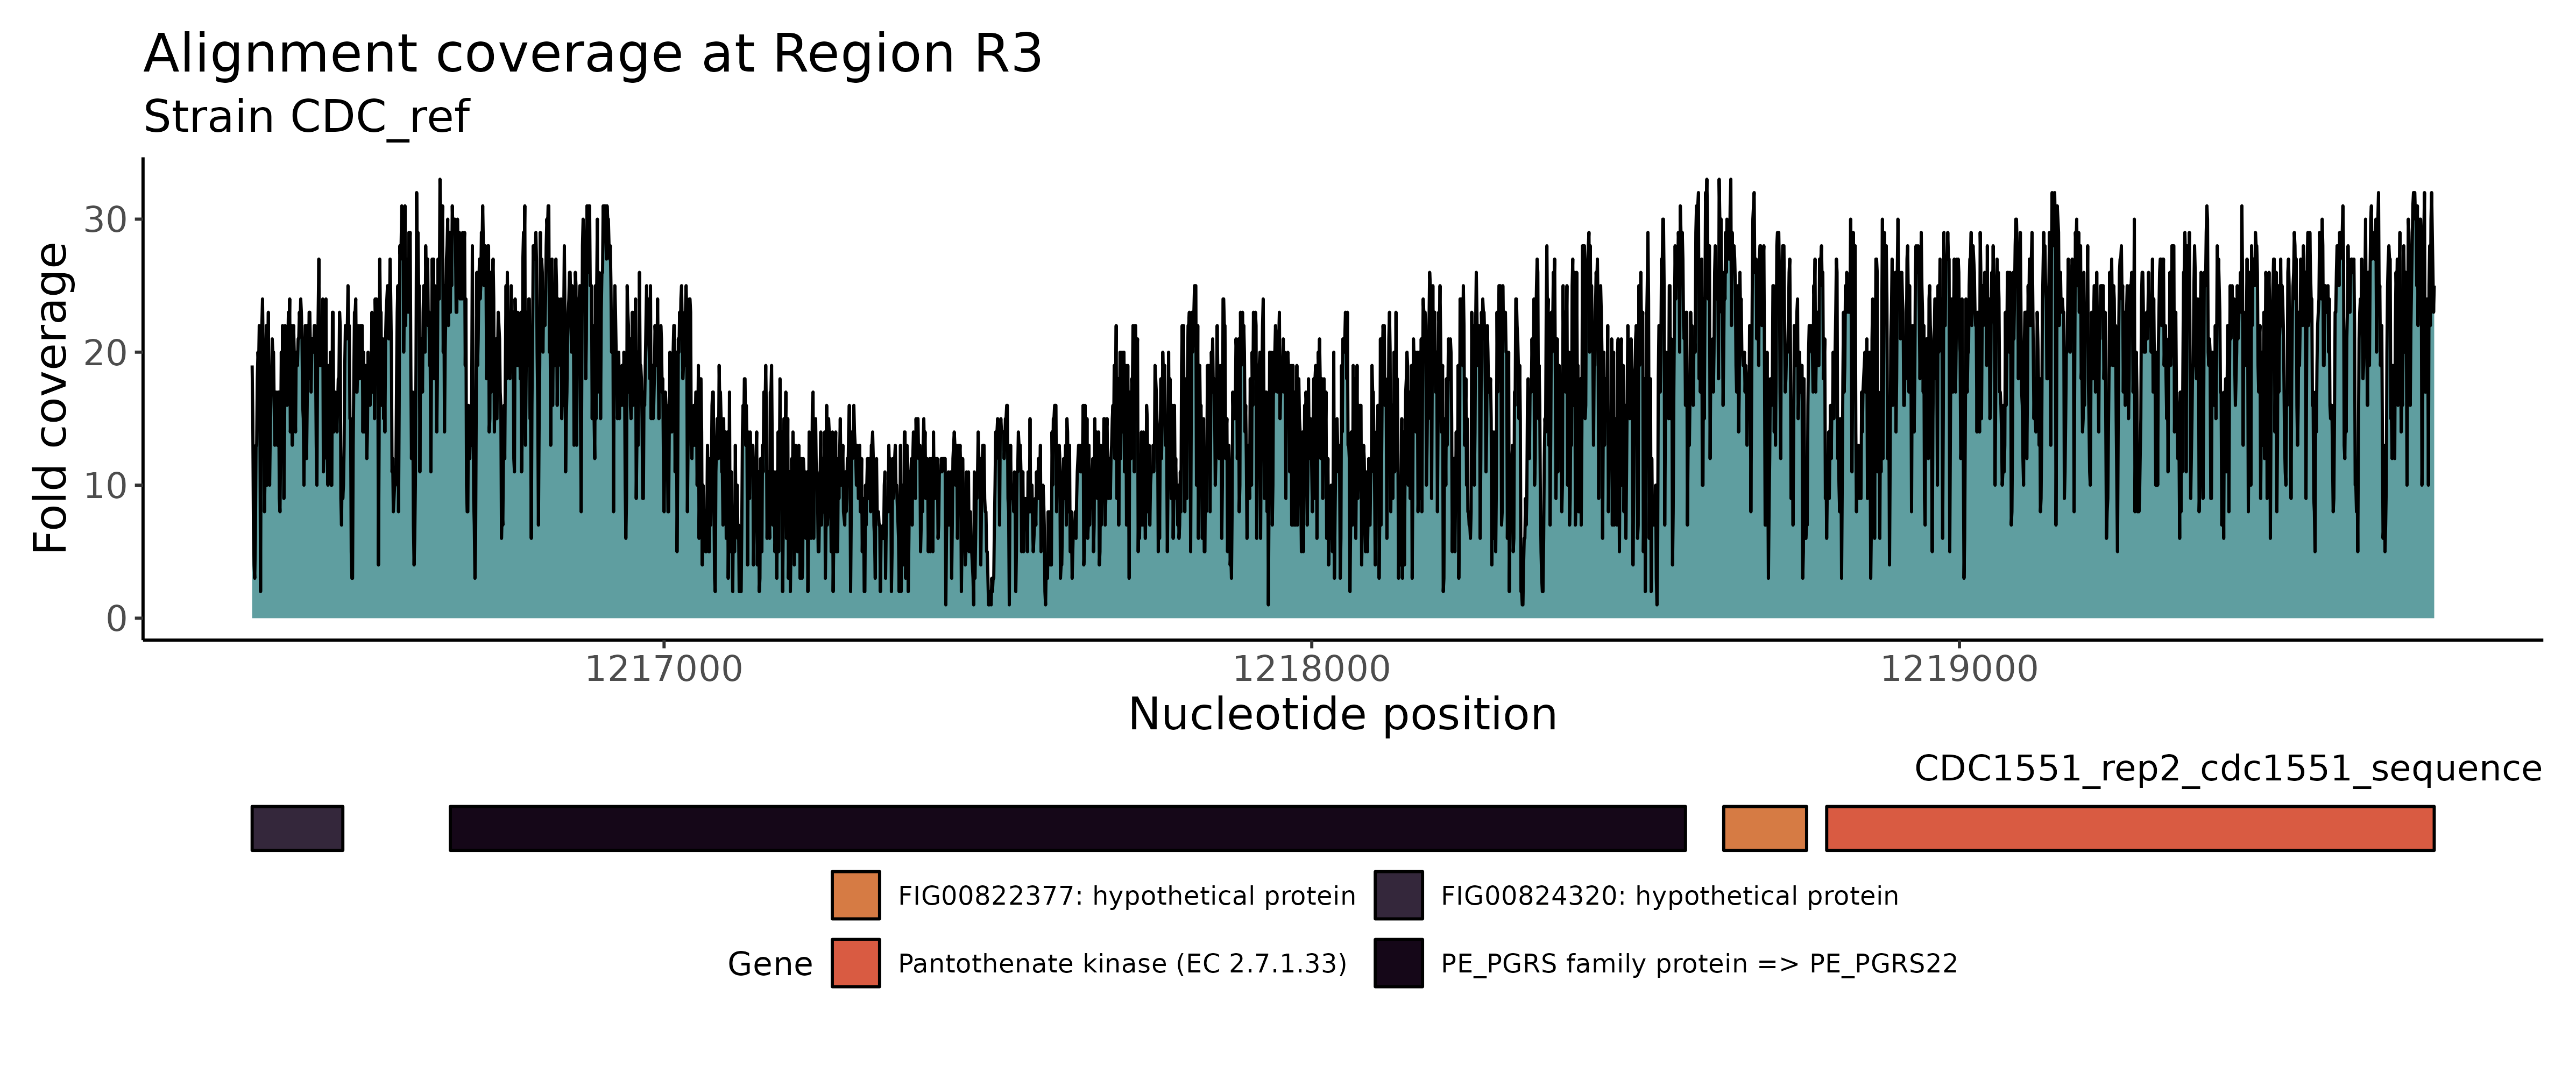 Alignment coverage at Region R3
Strain CDC_ref
Fold coverage
30
20
10
0
1217000 1218000 1219000
Nucleotide position
CDC1551_rep2_cdc1551_sequence
Gene
FIG00822377: hypothetical protein
FIG00824320: hypothetical protein
Pantothenate kinase (EC 2.7.1.33)
PE_PGRS family protein => PE_PGRS22